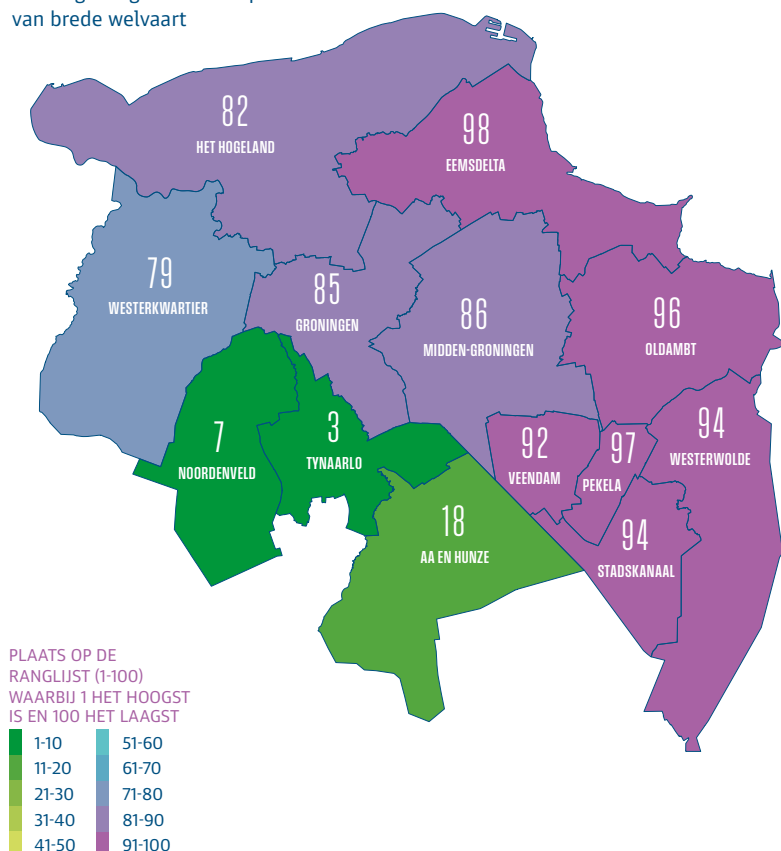 van brede welvaart
82
HET HOGELAND
98
EEMSDELTA
79
WESTERKWARTIER
85
GRONINGEN
86
MIDDEN-GRONINGEN
96
OLDAMBT
7
NOORDENVELD
3
TYNAARLO
92
VEENDAM
97
PEKELA
94
WESTERWOLDE
18
AA EN HUNZE
94
STADSKANAAL
PLAATS OP DE
RANGLIJST (1-100)
WAARBIJ 1 HET HOOGST
IS EN 100 HET LAAGST
1-10
11-20
21-30
31-40
41-50
51-60
61-70
71-80
81-90
91-100